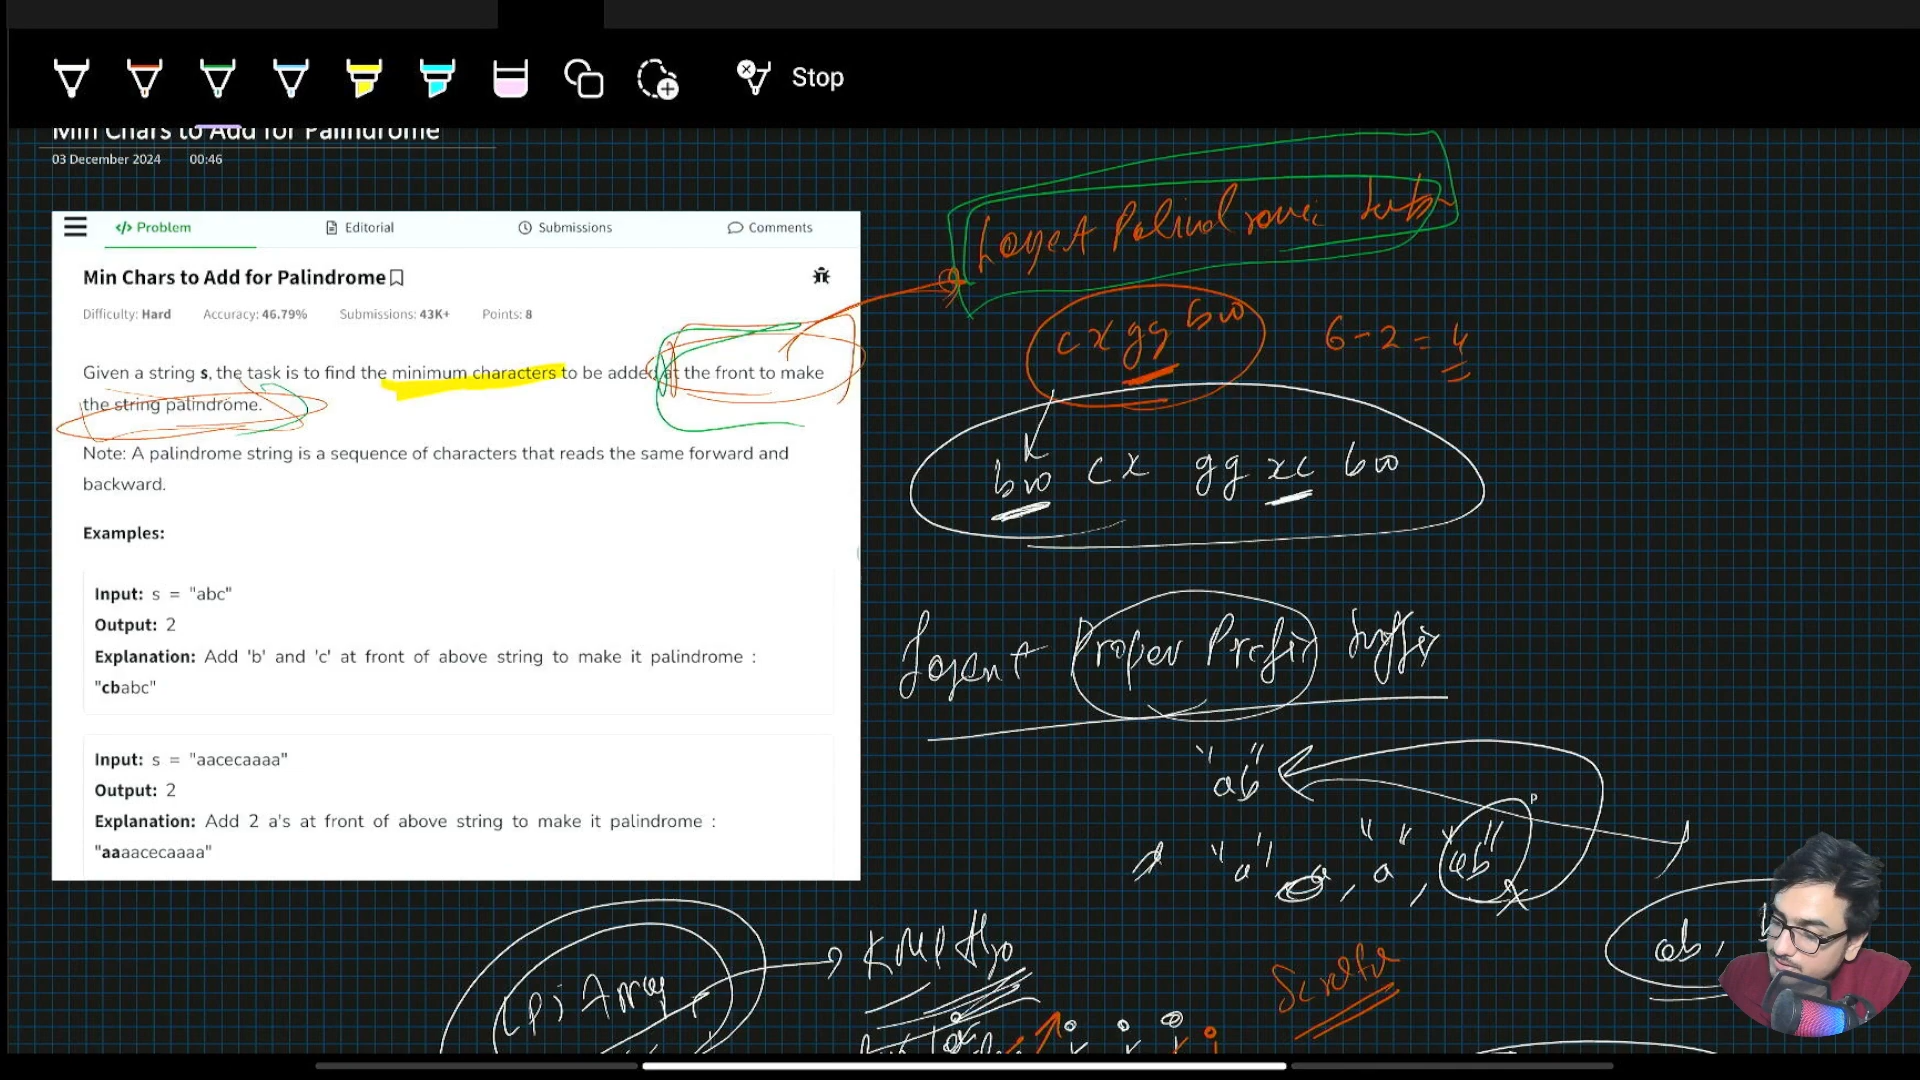 Stop
Min Chars to Add for Palindrome
03 December 2024 00:46
</> Problem Editorial Submissions Comments
Min Chars to Add for Palindrome
Difficulty: Hard Accuracy: 46.79% Submissions: 43K+ Points: 8
Given a string s, the task is to find the minimum characters to be added at the front to make
the string palindrome.
Note: A palindrome string is a sequence of characters that reads the same forward and
backward.
Examples:
Input: s = "abc"
Output: 2
Explanation: Add 'b' and 'c' at front of above string to make it palindrome :
"cbabc"
Input: s = "aacecaaaa"
Output: 2
Explanation: Add 2 a's at front of above string to make it palindrome :
"aaaacecaaaa"
cx gg bw
6-2=4
bw cx gg xc bw
Proper Prefix Suffix
"ab"
"a" , "a" , "ab"
ab,
Array
KMP Algo